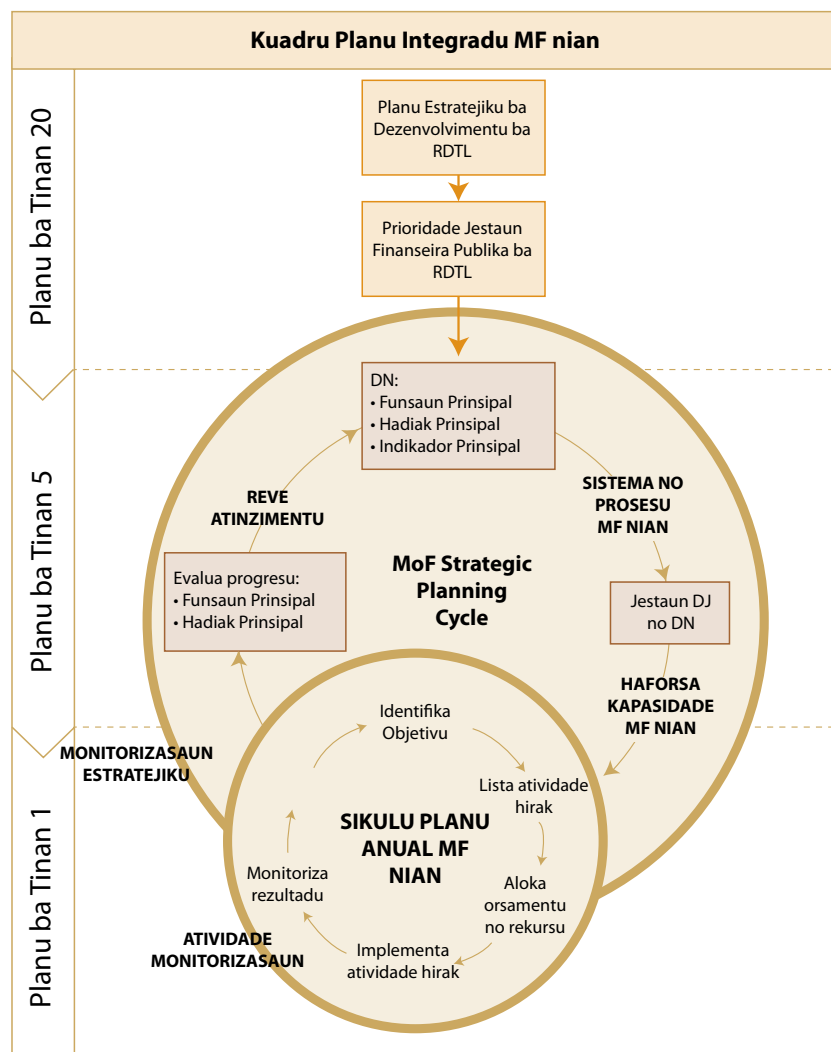 Kuadru Planu Integradu MF nian
Planu ba Tinan 20
Planu Estratejiku ba
Dezenvolvimentu ba
RDTL
Prioridade Jestaun
Finanseira Publika ba
RDTL
Planu ba Tinan 5
DN:
• Funsaun Prinsipal
• Hadiak Prinsipal
• Indikador Prinsipal
SISTEMA NO
PROSESU
MF NIAN
REVE
ATINZIMENTU
MoF Strategic
Planning
Cycle
Evalua progresu:
• Funsaun Prinsipal
• Hadiak Prinsipal
Jestaun DJ
no DN
HAFORSA
KAPASIDADE
MF NIAN
MONITORIZASAUN
ESTRATEJIKU
Planu ba Tinan 1
Identifika
Objetivu
Lista atividade
hirak
SIKULU PLANU
ANUAL MF
NIAN
Aloka
orsamentu
no rekursu
Monitoriza
rezultadu
Implementa
atividade hirak
ATIVIDADE
MONITORIZASAUN